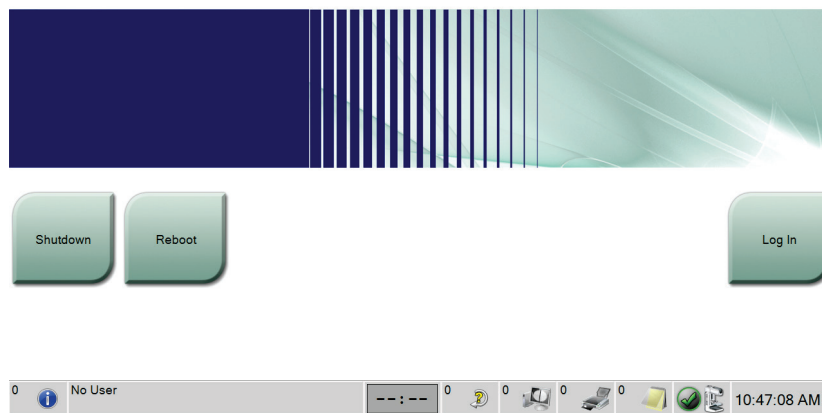 Shutdown
Reboot
Log In
0
No User
--:--
0
0
0
0
10:47:08 AM